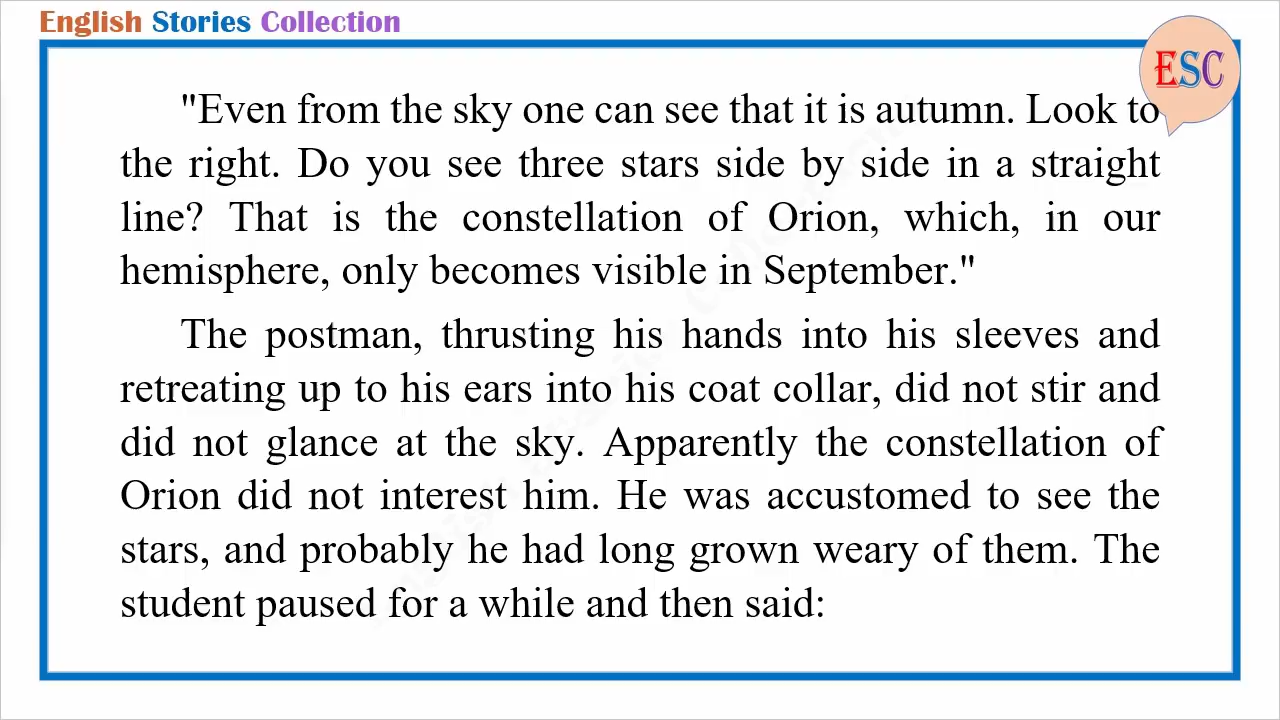 English Stories Collection
ESC
"Even from the sky one can see that it is autumn. Look to
the right. Do you see three stars side by side in a straight
line? That is the constellation of Orion, which, in our
hemisphere, only becomes visible in September."
The postman, thrusting his hands into his sleeves and
retreating up to his ears into his coat collar, did not stir and
did not glance at the sky. Apparently the constellation of
Orion did not interest him. He was accustomed to see the
stars, and probably he had long grown weary of them. The
student paused for a while and then said: